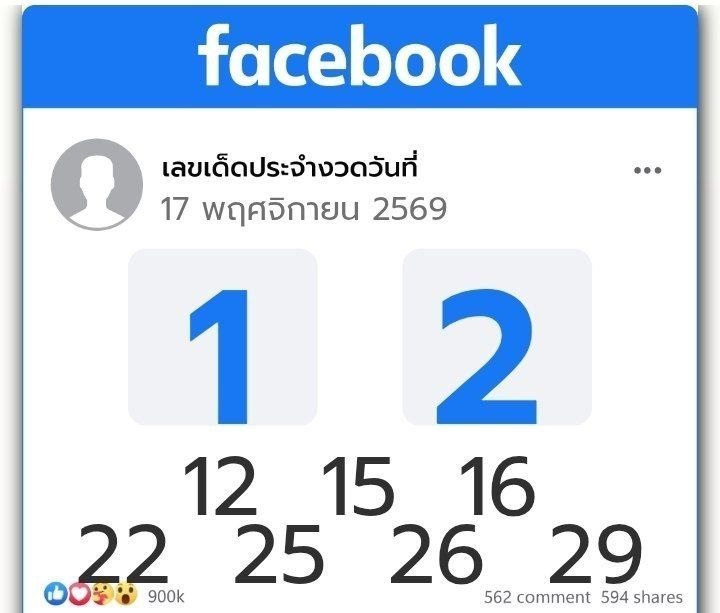 facebook
เลขเด็ดประจำงวดวันที่
17 พฤศจิกายน 2569
1 2
12 15 16
22 25 26 29
900k 562 comment 594 shares